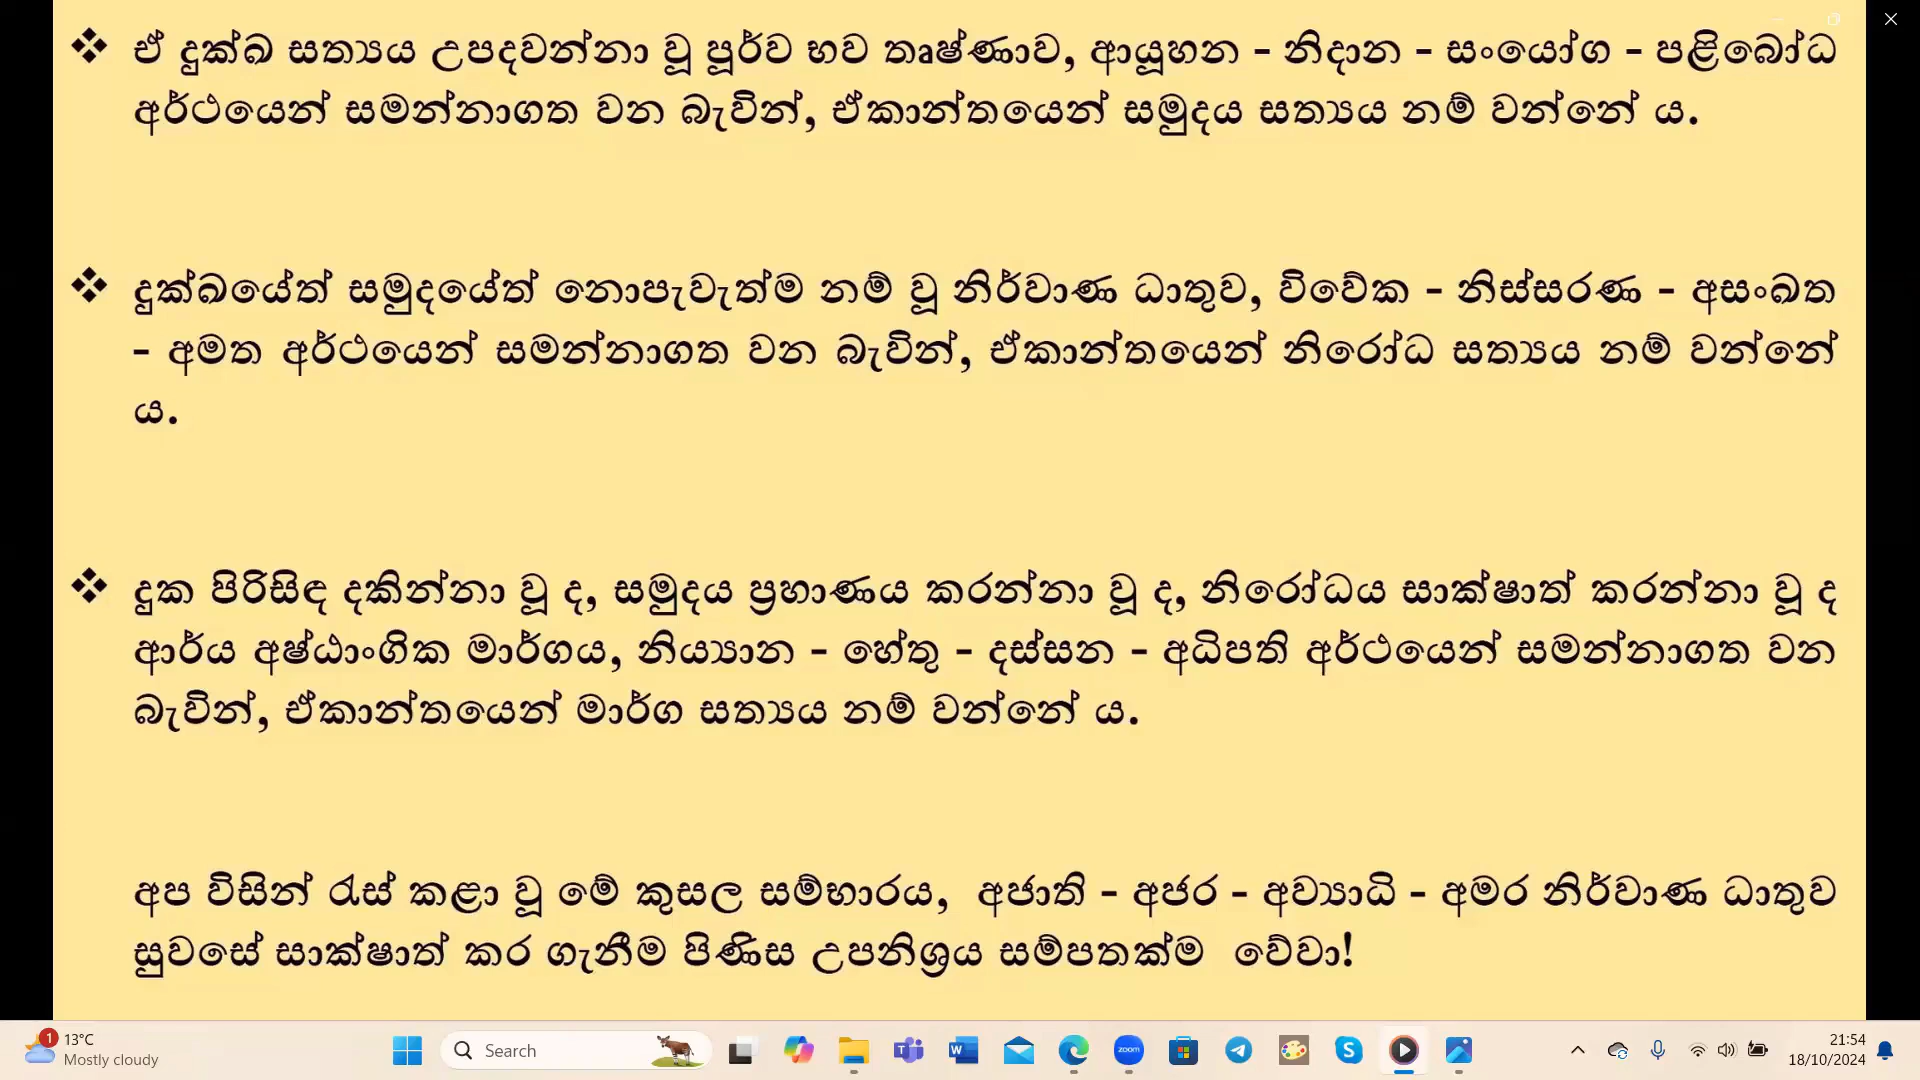 ❖ ඒ දුක්ඛ සත්‍යය උපදවන්නා වූ පූර්ව භව තෘෂ්ණාව, ආයූහන - නිදාන - සංයෝග - පළිබෝධ
අර්ථයෙන් සමන්නාගත වන බැවින්, ඒකාන්තයෙන් සමුදය සත්‍යය නම් වන්නේ ය.
❖ දුක්ඛයේත් සමුදයේත් නොපැවැත්ම නම් වූ නිර්වාණ ධාතුව, විවේක - නිස්සරණ - අසංඛත
- අමත අර්ථයෙන් සමන්නාගත වන බැවින්, ඒකාන්තයෙන් නිරෝධ සත්‍යය නම් වන්නේ
ය.
❖ දුක පිරිසිඳ දකින්නා වූ ද, සමුදය ප්‍රහාණය කරන්නා වූ ද, නිරෝධය සාක්ෂාත් කරන්නා වූ ද
ආර්ය අෂ්ඨාංගික මාර්ගය, නිය්‍යාන - හේතු - දස්සන - අධිපති අර්ථයෙන් සමන්නාගත වන
බැවින්, ඒකාන්තයෙන් මාර්ග සත්‍යය නම් වන්නේ ය.
අප විසින් රැස් කළා වූ මේ කුසල සම්භාරය, අජාති - අජර - අව්‍යාධි - අමර නිර්වාණ ධාතුව
සුවසේ සාක්ෂාත් කර ගැනීම පිණිස උපනිශ්‍රය සම්පතක්ම වේවා!
1
13°C
Mostly cloudy
Search
zoom
21:54
18/10/2024